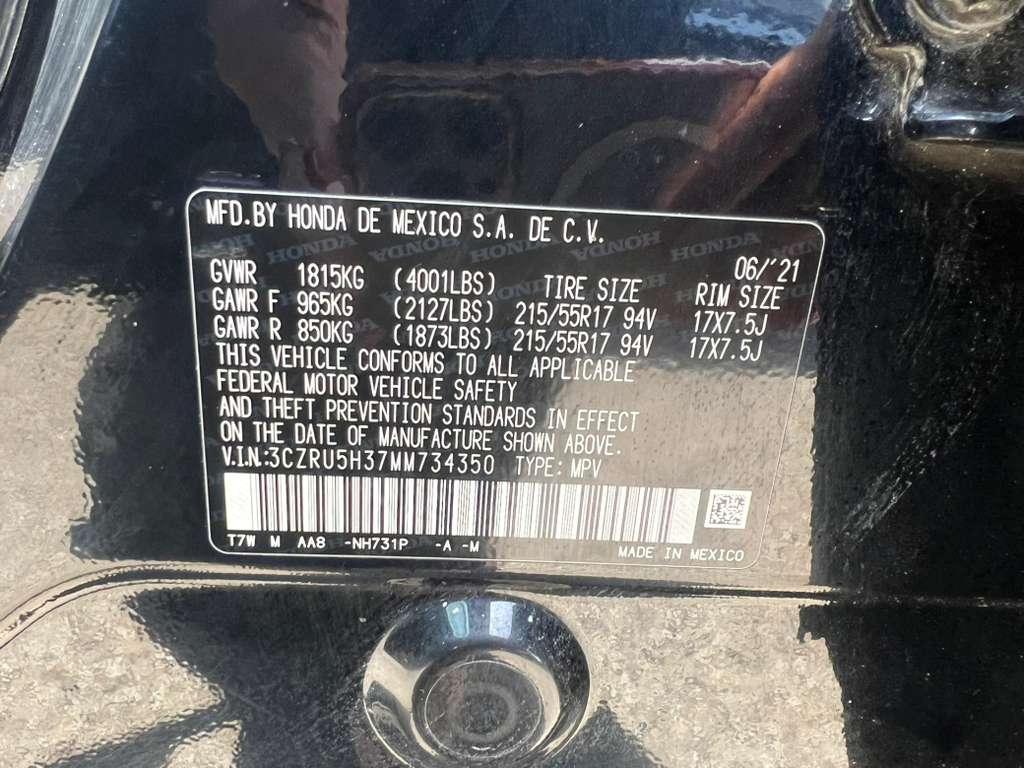 MFD.BY HONDA DE MEXICO S.A. DE C.V.
06/'21
GVWR 1815KG (4001LBS) TIRE SIZE RIM SIZE
GAWR F 965KG (2127LBS) 215/55R17 94V 17X7.5J
GAWR R 850KG (1873LBS) 215/55R17 94V 17X7.5J
THIS VEHICLE CONFORMS TO ALL APPLICABLE
FEDERAL MOTOR VEHICLE SAFETY
AND THEFT PREVENTION STANDARDS IN EFFECT
ON THE DATE OF MANUFACTURE SHOWN ABOVE.
V.I.N.:3CZRU5H37MM734350 TYPE: MPV
T7W M AA8 -NH731P -A -M
MADE IN MEXICO